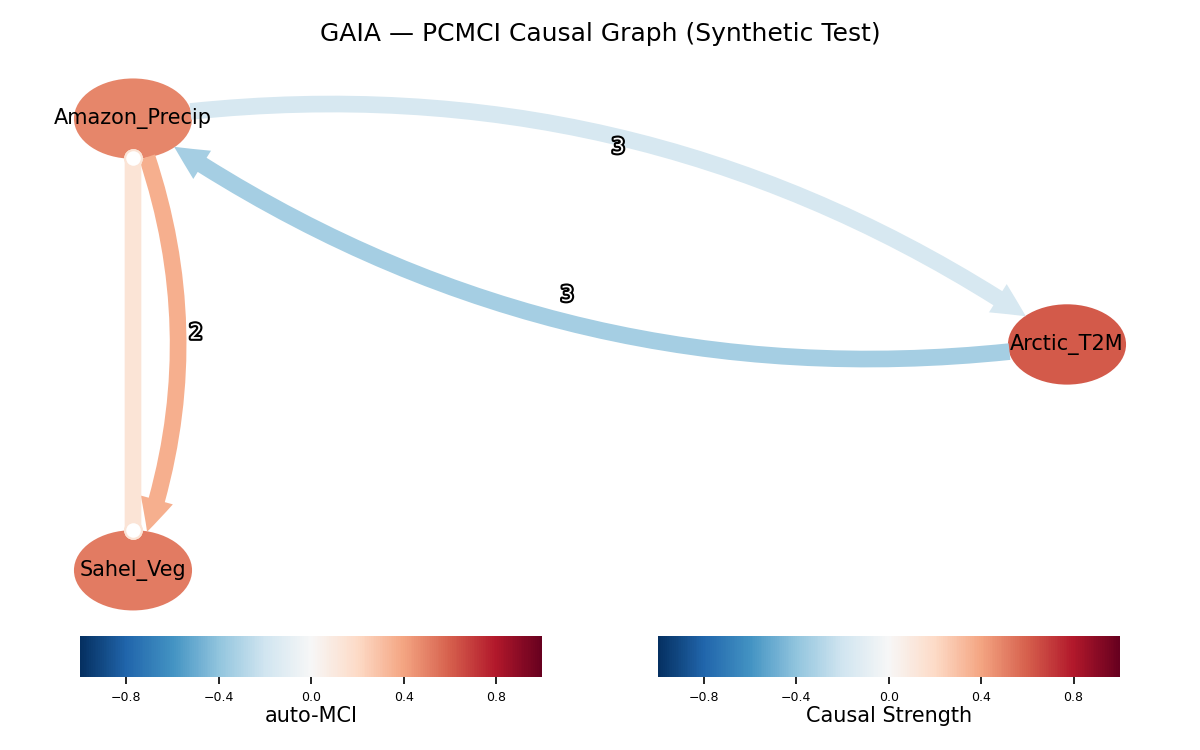 GAIA — PCMCI Causal Graph (Synthetic Test)
Amazon_Precip
3
3
2
Arctic_T2M
Sahel_Veg
−0.8 −0.4 0.0 0.4 0.8
auto-MCI
−0.8 −0.4 0.0 0.4 0.8
Causal Strength